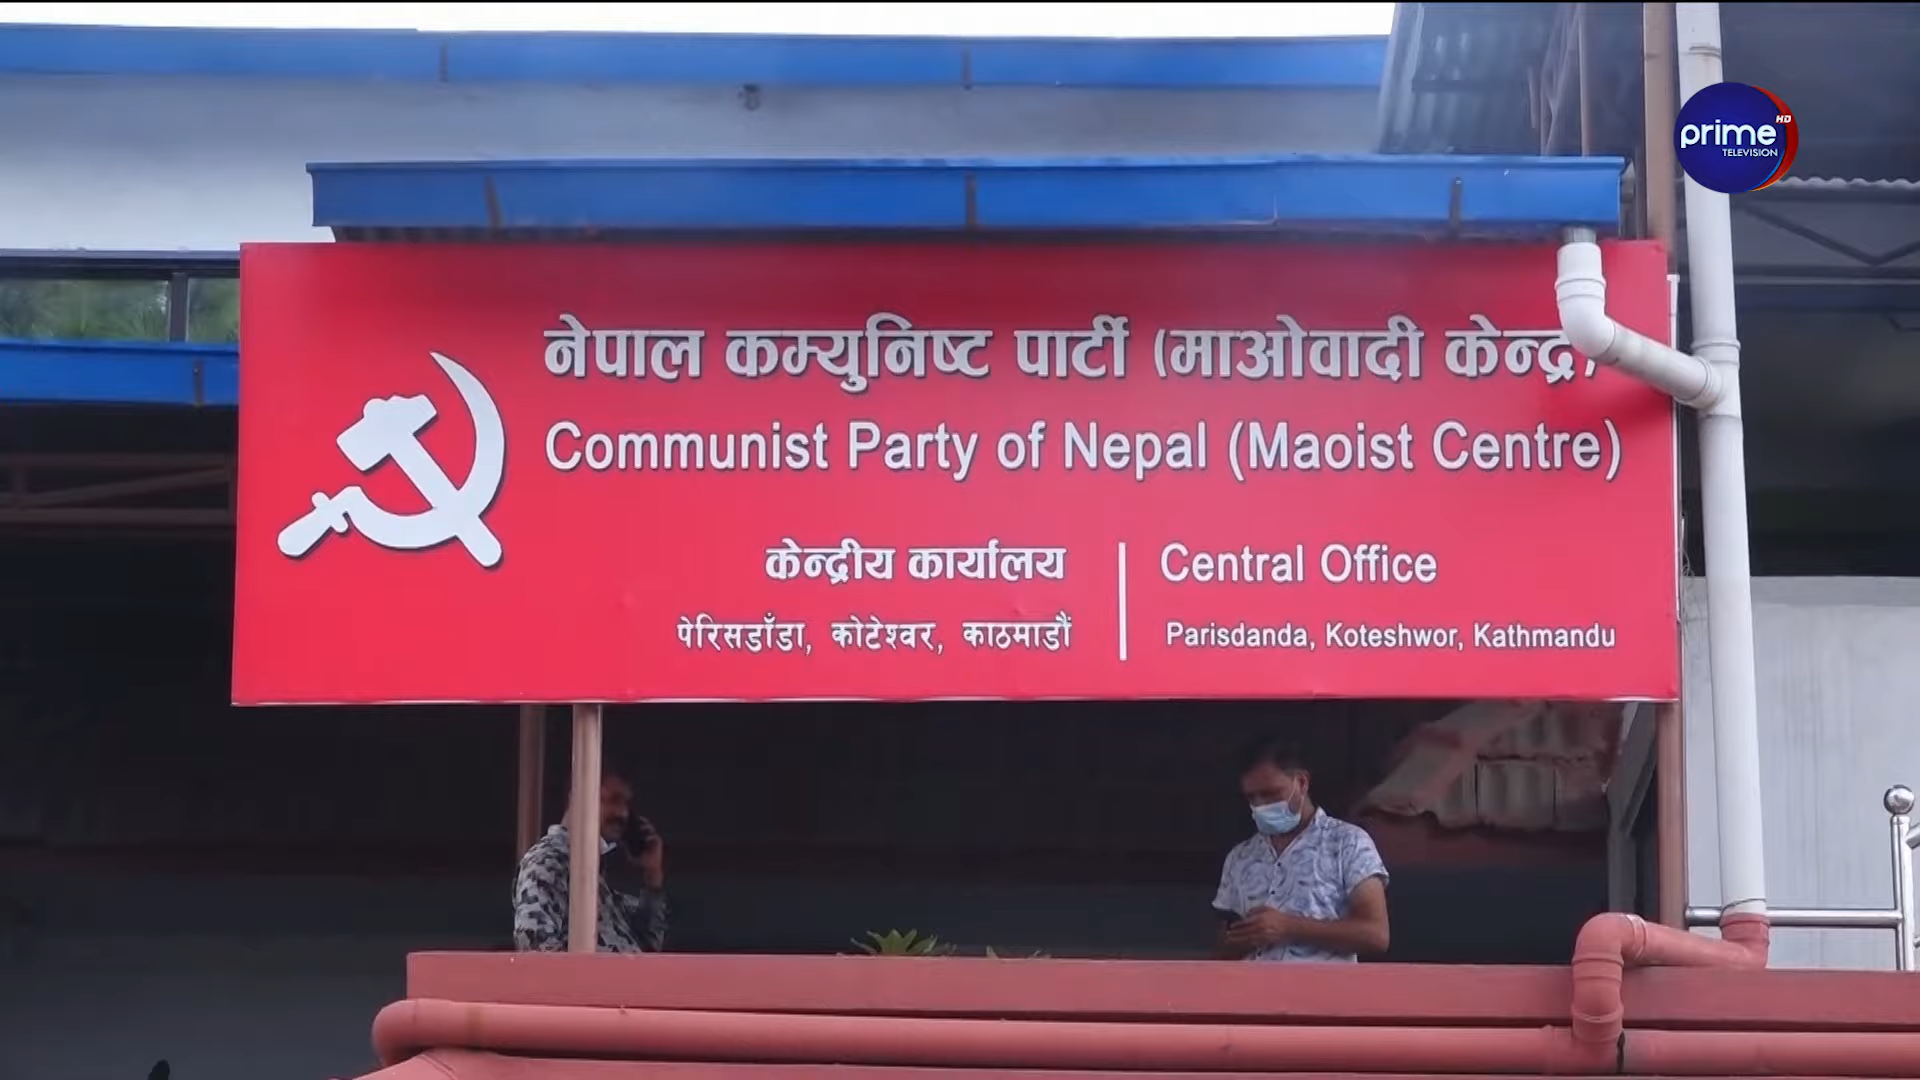 prime HD
TELEVISION
नेपाल कम्युनिष्ट पार्टी (माओवादी केन्द्र)
Communist Party of Nepal (Maoist Centre)
केन्द्रीय कार्यालय
पेरिसडाँडा, कोटेश्वर, काठमाडौं
Central Office
Parisdanda, Koteshwor, Kathmandu